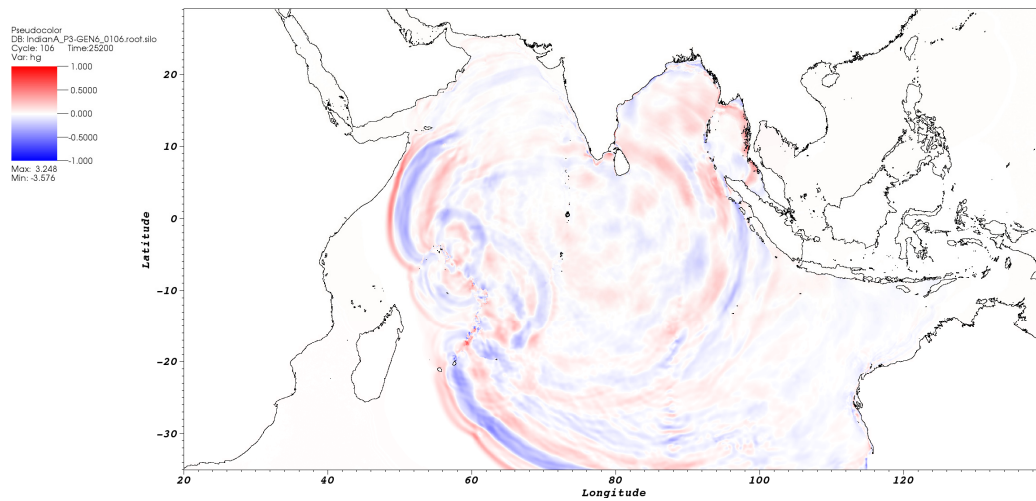 Pseudocolor
DB: IndianA_P3-GEN6_0106.root.silo
Cycle: 106 Time:25200
Var: hg
1.000
0.5000
0.000
-0.5000
-1.000
Max: 3.248
Min: -3.576
20
10
0
-10
-20
-30
Latitude
20
40
60
80
100
120
Longitude